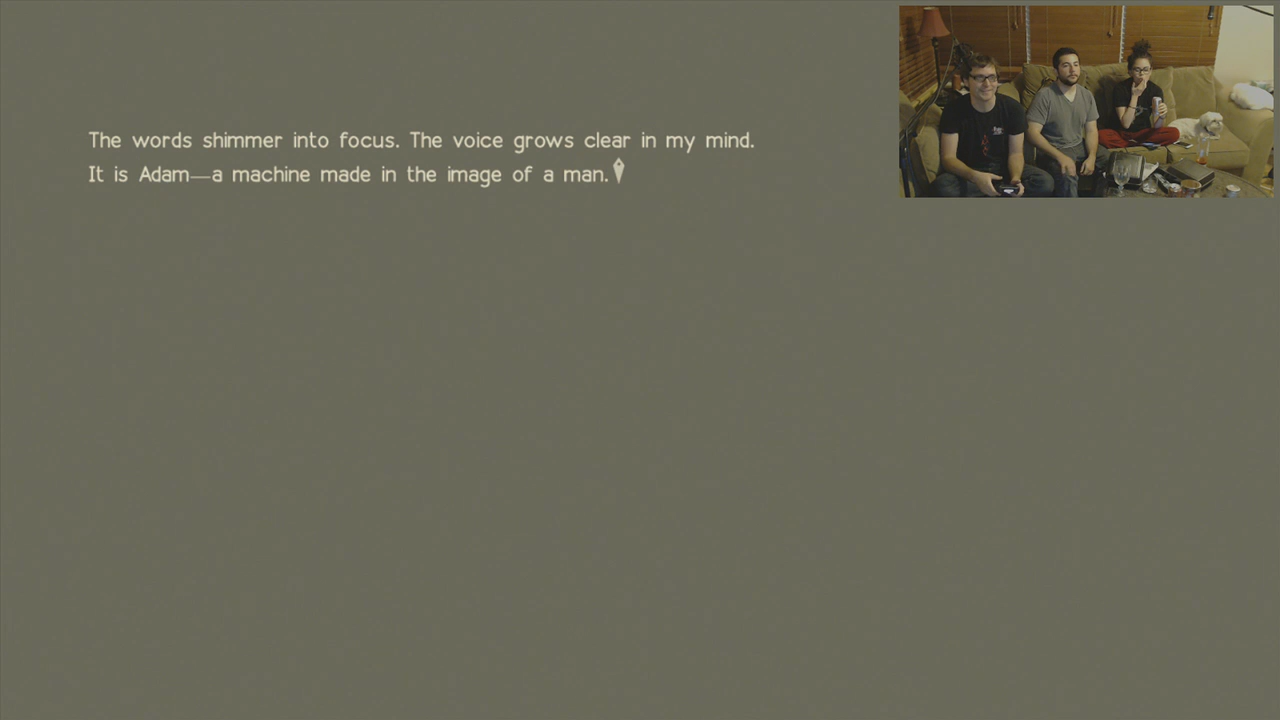 The words shimmer into focus. The voice grows clear in my mind.
It is Adam—a machine made in the image of a man.